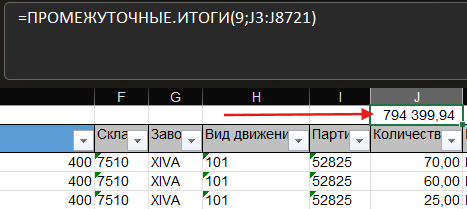 =ПРОМЕЖУТОЧНЫЕ.ИТОГИ(9;J3:J8721)
F G H I J
794 399,94
Скла Заво Вид движени Парти Количеств
400 7510 XIVA 101 52825 70,00
400 7510 XIVA 101 52825 60,00
400 7510 XIVA 101 52825 25,00